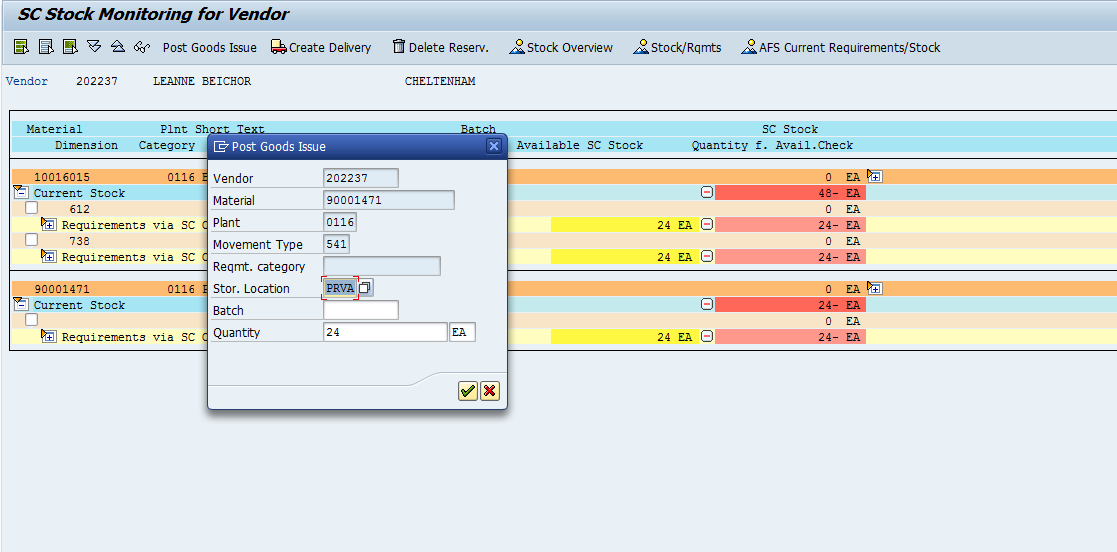 SC Stock Monitoring for Vendor
Post Goods Issue Create Delivery Delete Reserv. Stock Overview Stock/Rqmts AFS Current Requirements/Stock
Vendor 202237 LEANNE BEICHOR CHELTENHAM
Material Plnt Short Text Batch SC Stock
Dimension Category Available SC Stock Quantity f. Avail.Check
10016015 0116 0 EA
Current Stock 48- EA
612 0 EA
Requirements via SC 24 EA 24- EA
738 0 EA
Requirements via SC 24 EA 24- EA
90001471 0116 0 EA
Current Stock 24- EA
0 EA
Requirements via SC 24 EA 24- EA
Post Goods Issue
Vendor 202237
Material 90001471
Plant 0116
Movement Type 541
Reqmt. category
Stor. Location PRVA
Batch
Quantity 24 EA